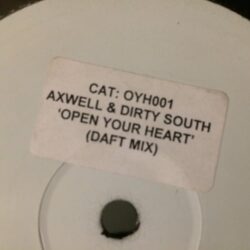 CAT: OYH001
AXWELL & DIRTY SOUTH
'OPEN YOUR HEART'
(DAFT MIX)